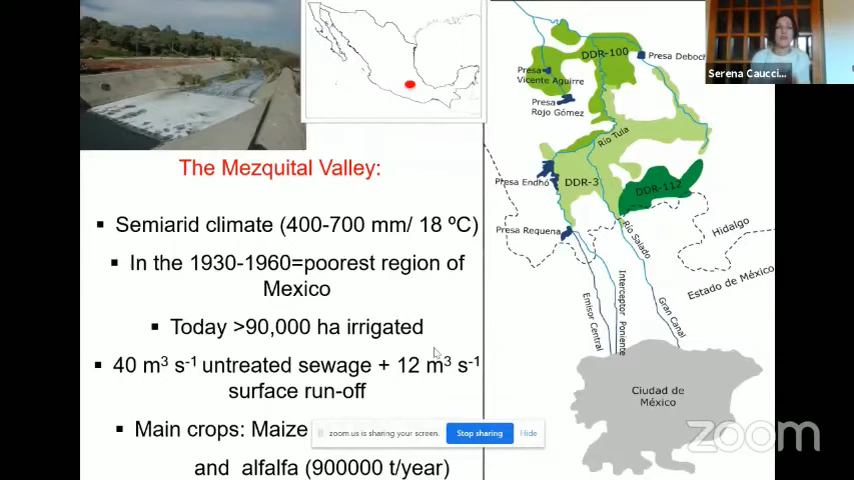 The Mezquital Valley:
▪ Semiarid climate (400-700 mm/ 18 ºC)
▪ In the 1930-1960=poorest region of
Mexico
▪ Today >90,000 ha irrigated
▪ 40 m³ s⁻¹ untreated sewage + 12 m³ s⁻¹
surface run-off
▪ Main crops: Maize
and alfalfa (900000 t/year)
zoom.us is sharing your screen.
Stop sharing
Hide
DDR-100
Presa Deboch
Presa
Vicente Aguirre
Presa
Rojo Gómez
Río Tula
Presa Endhó
DDR-3
DDR-112
Presa Requena
Río Salado
Hidalgo
Estado de México
Emisor Central
Interceptor Poniente
Gran Canal
Ciudad de
México
Serena Caucci...
zoom